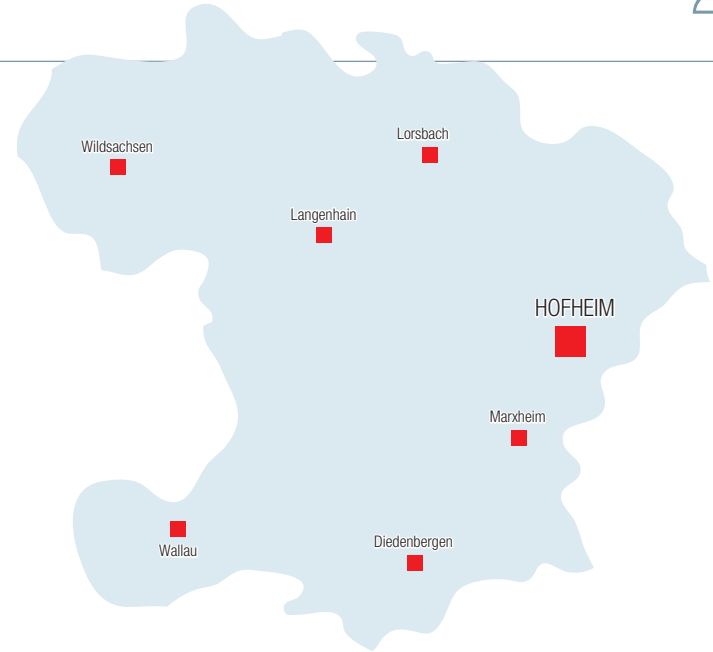 Lorsbach
Wildsachsen
Langenhain
HOFHEIM
Marxheim
Diedenbergen
Wallau